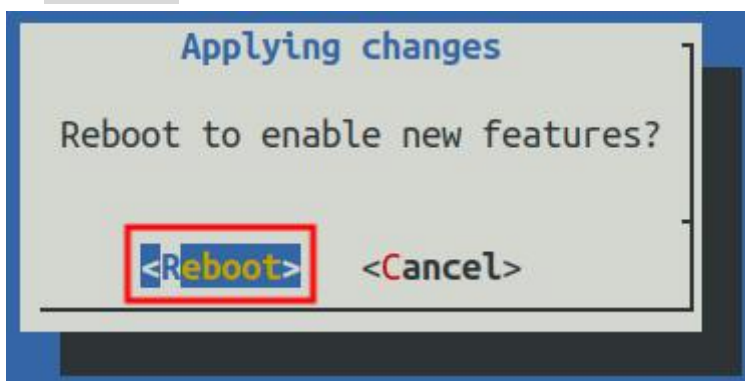 Applying changes
Reboot to enable new features?
<Reboot> <Cancel>